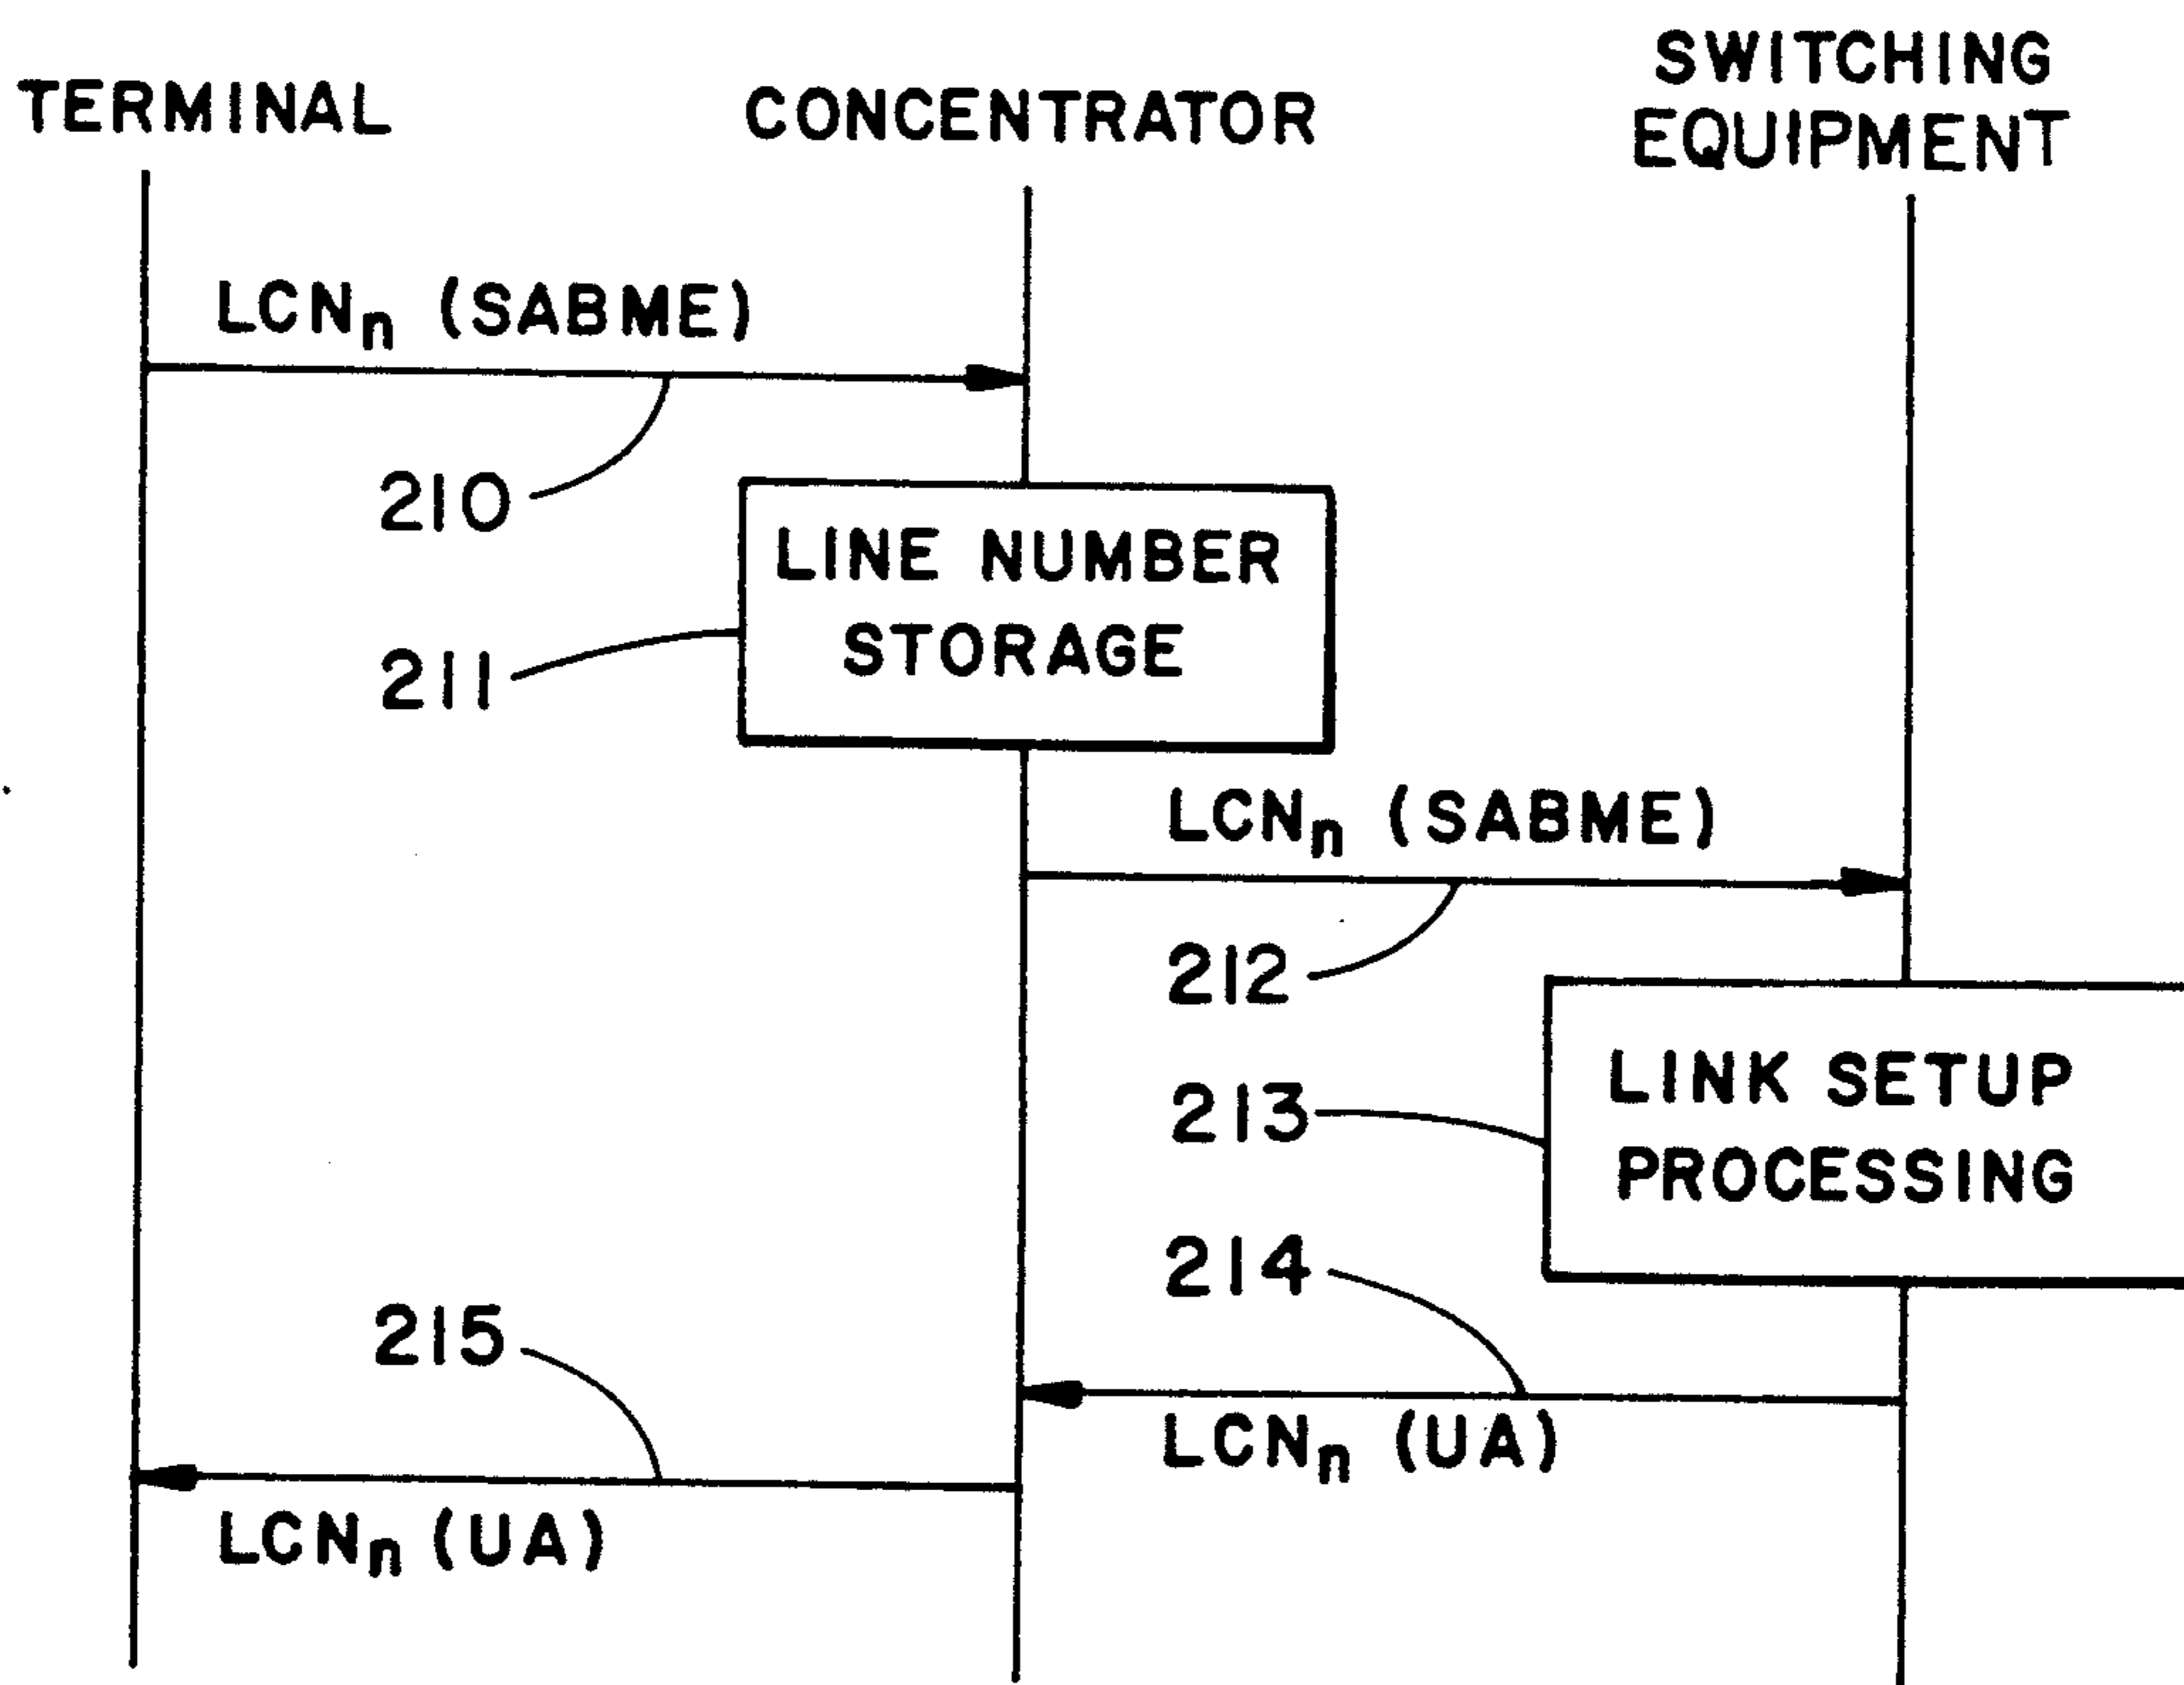 TERMINAL
CONCENTRATOR
SWITCHING
EQUIPMENT
LCNn (SABME)
210
LINE NUMBER
STORAGE
211
LCNn (SABME)
212
LINK SETUP
PROCESSING
213
214
LCNn (UA)
215
LCNn (UA)